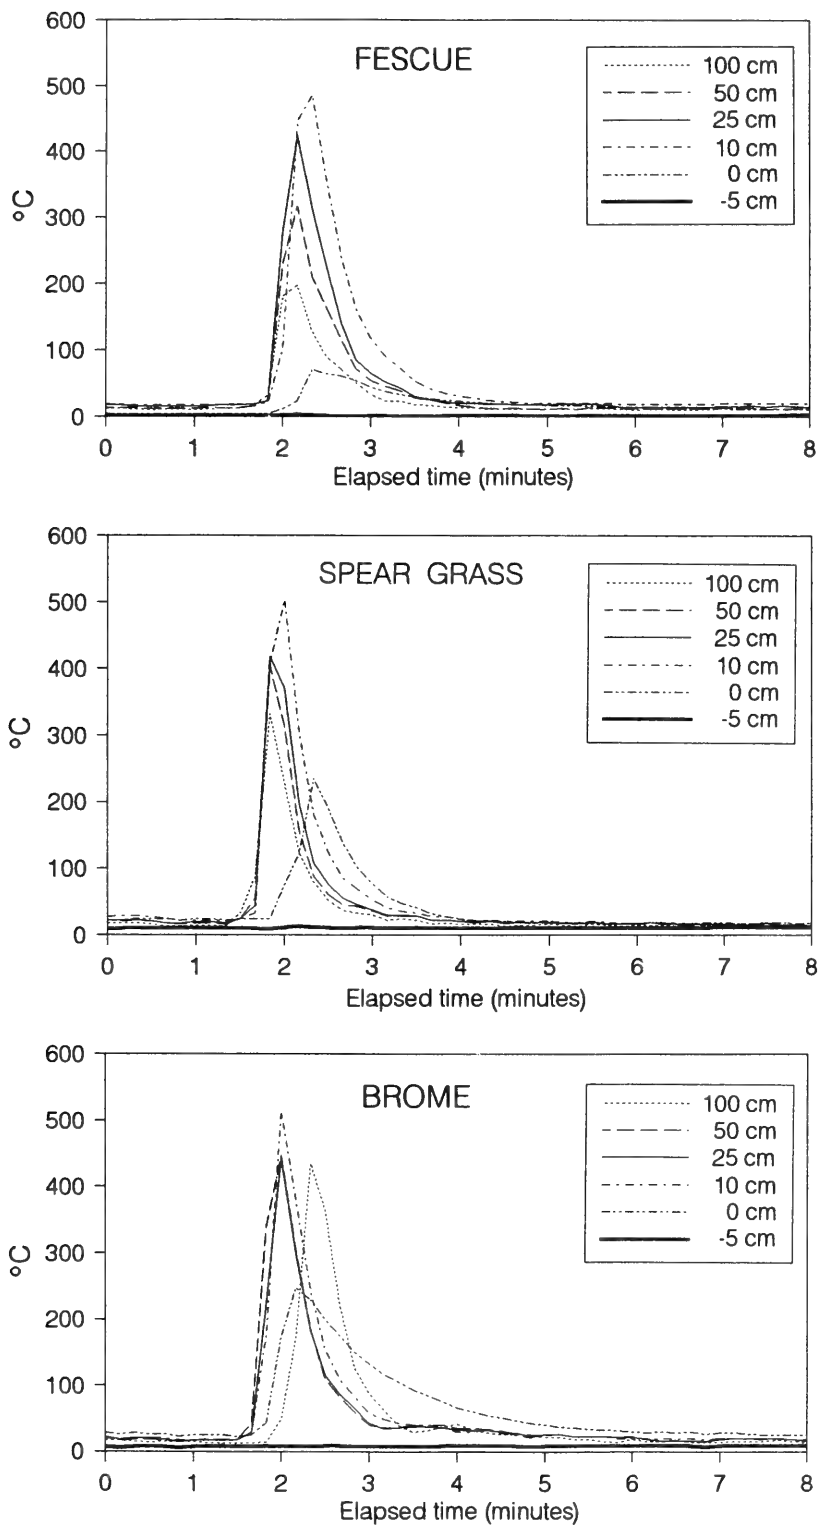 FESCUE
600
500
400
300
200
100
0
°C
100 cm
50 cm
25 cm
10 cm
0 cm
-5 cm
0 1 2 3 4 5 6 7 8
Elapsed time (minutes)
SPEAR GRASS
600
500
400
300
200
100
0
°C
100 cm
50 cm
25 cm
10 cm
0 cm
-5 cm
0 1 2 3 4 5 6 7 8
Elapsed time (minutes)
BROME
600
500
400
300
200
100
0
°C
100 cm
50 cm
25 cm
10 cm
0 cm
-5 cm
0 1 2 3 4 5 6 7 8
Elapsed time (minutes)